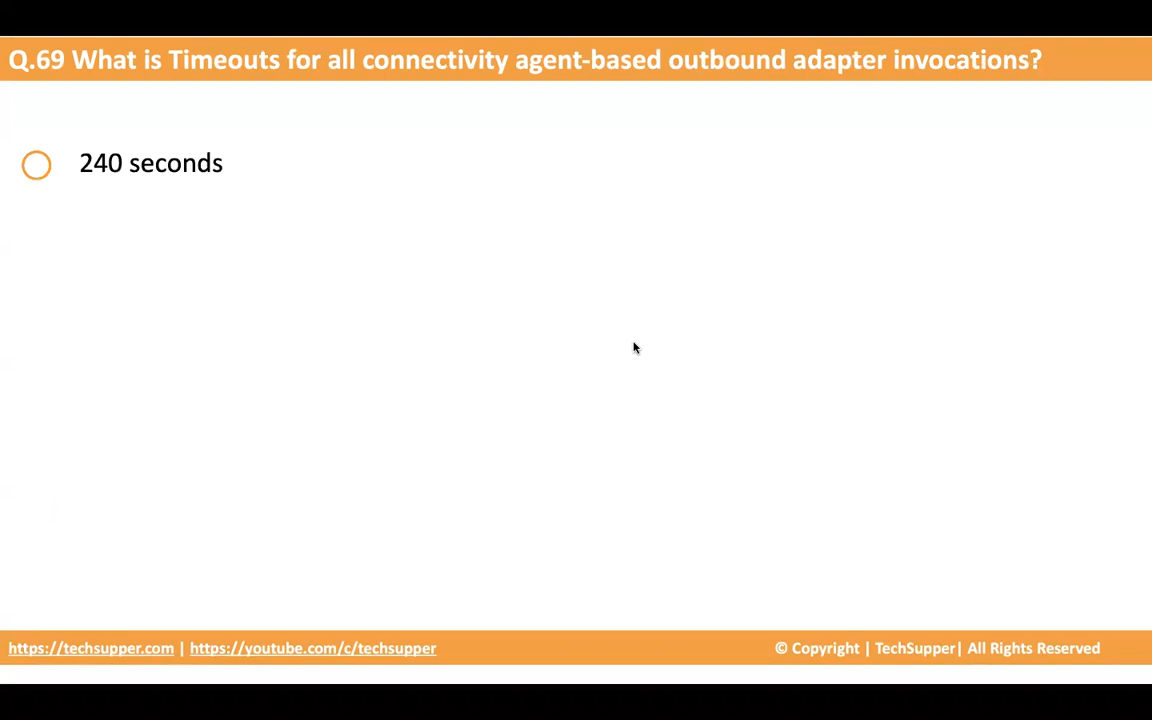 Q.69 What is Timeouts for all connectivity agent-based outbound adapter invocations?
240 seconds
https://techsupper.com | https://youtube.com/c/techsupper
© Copyright | TechSupper| All Rights Reserved